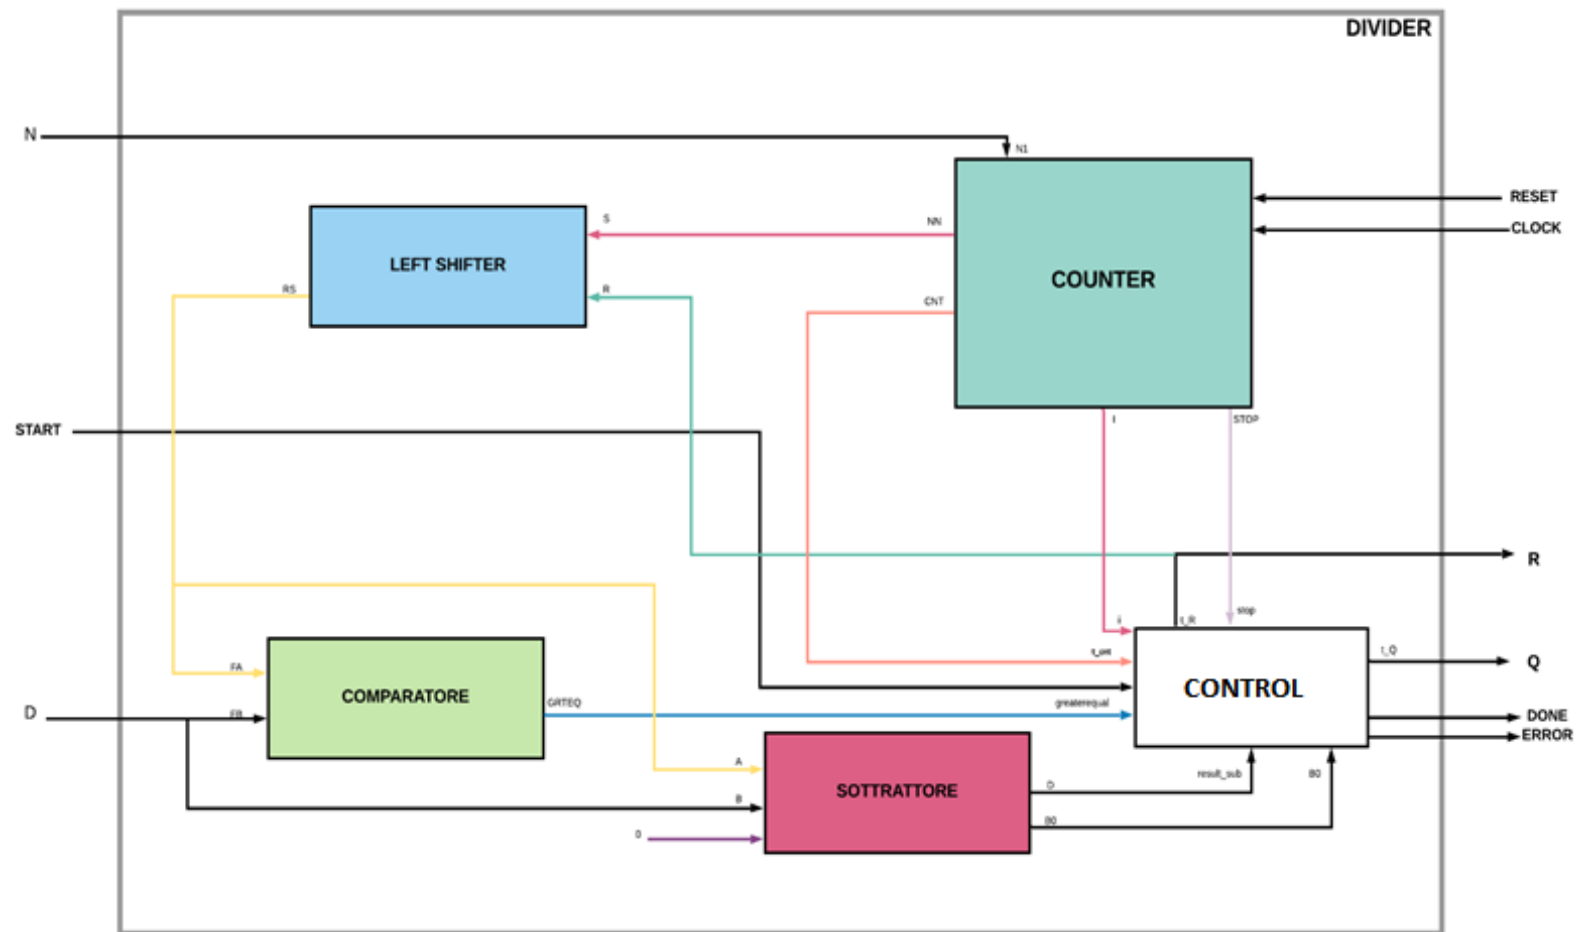 DIVIDER
N
N1
RESET
S
NN
CLOCK
LEFT SHIFTER
COUNTER
RS
R
CNT
I
STOP
START
R
stop
t_R
i
t_cnt
t_Q
Q
FA
COMPARATORE
CONTROL
GRTEQ
greaterequal
D
FB
DONE
ERROR
A
SOTTRATTORE
result_sub
B0
D
B
B0
0